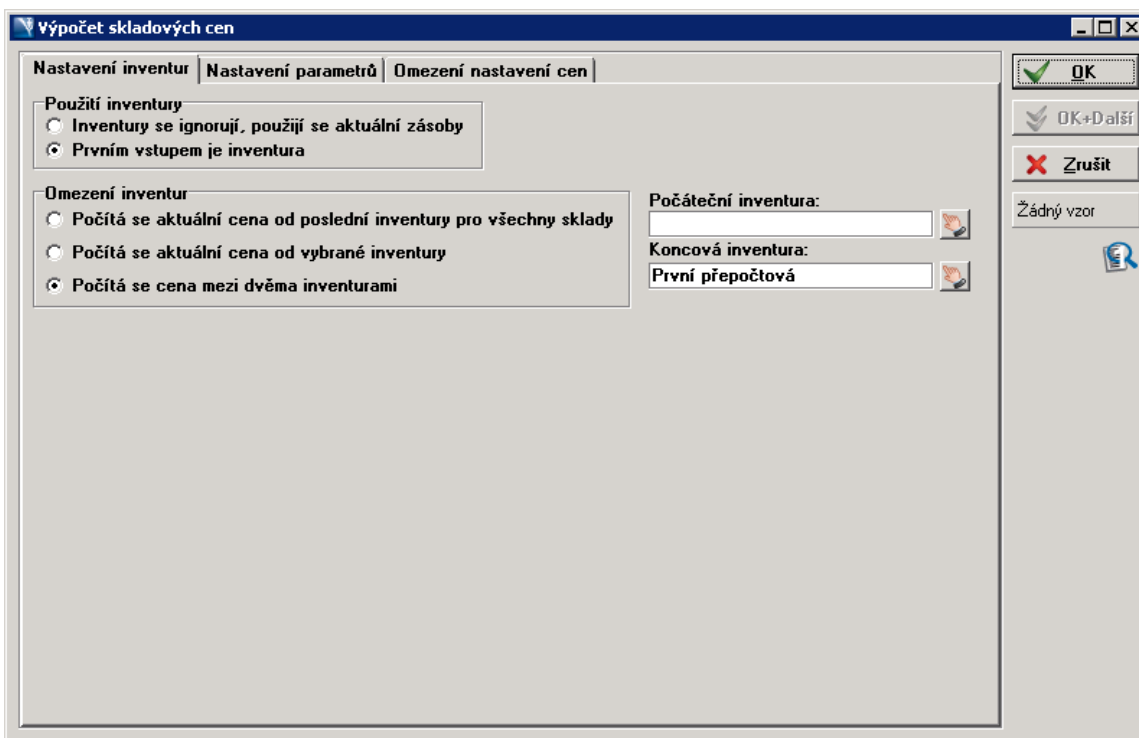 Výpočet skladových cen
Nastavení inventur
Nastavení parametrů
Omezení nastavení cen
Použití inventury
Inventury se ignorují, použijí se aktuální zásoby
Prvním vstupem je inventura
Omezení inventur
Počítá se aktuální cena od poslední inventury pro všechny sklady
Počítá se aktuální cena od vybrané inventury
Počítá se cena mezi dvěma inventurami
Počáteční inventura:
Koncová inventura:
První přepočtová
OK
OK+Další
Zrušit
Žádný vzor